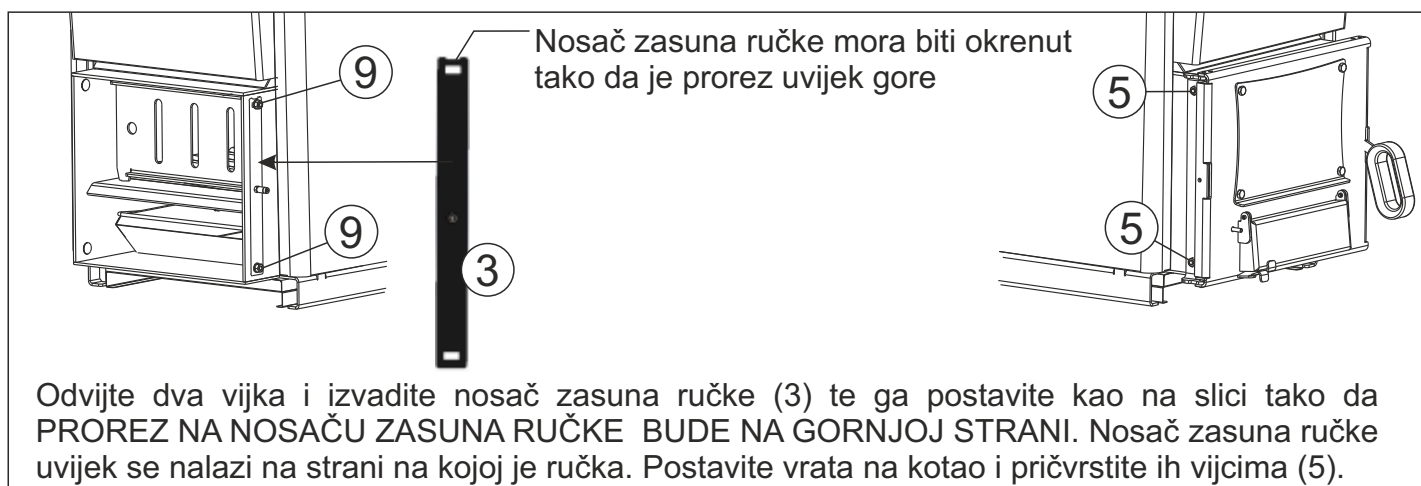 Nosač zasuna ručke mora biti okrenut
tako da je prorez uvijek gore
9
5
9
5
3
Odvijte dva vijka i izvadite nosač zasuna ručke (3) te ga postavite kao na slici tako da
PROREZ NA NOSAČU ZASUNA RUČKE BUDE NA GORNJOJ STRANI. Nosač zasuna ručke
uvijek se nalazi na strani na kojoj je ručka. Postavite vrata na kotao i pričvrstite ih vijcima (5).